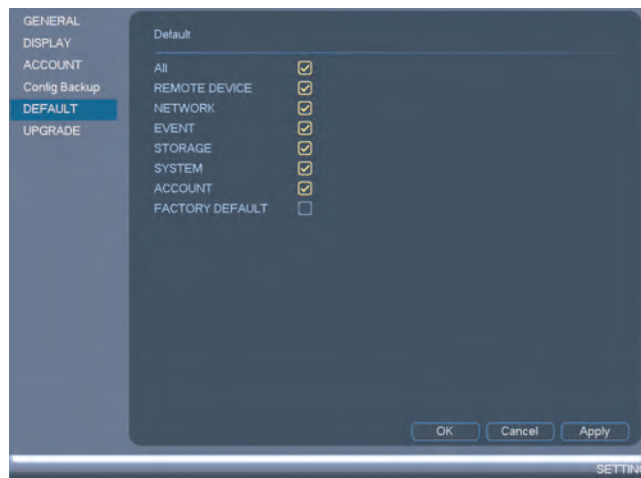 GENERAL
DISPLAY
ACCOUNT
Config Backup
DEFAULT
UPGRADE
Default
All
REMOTE DEVICE
NETWORK
EVENT
STORAGE
SYSTEM
ACCOUNT
FACTORY DEFAULT
OK Cancel Apply
SETTING